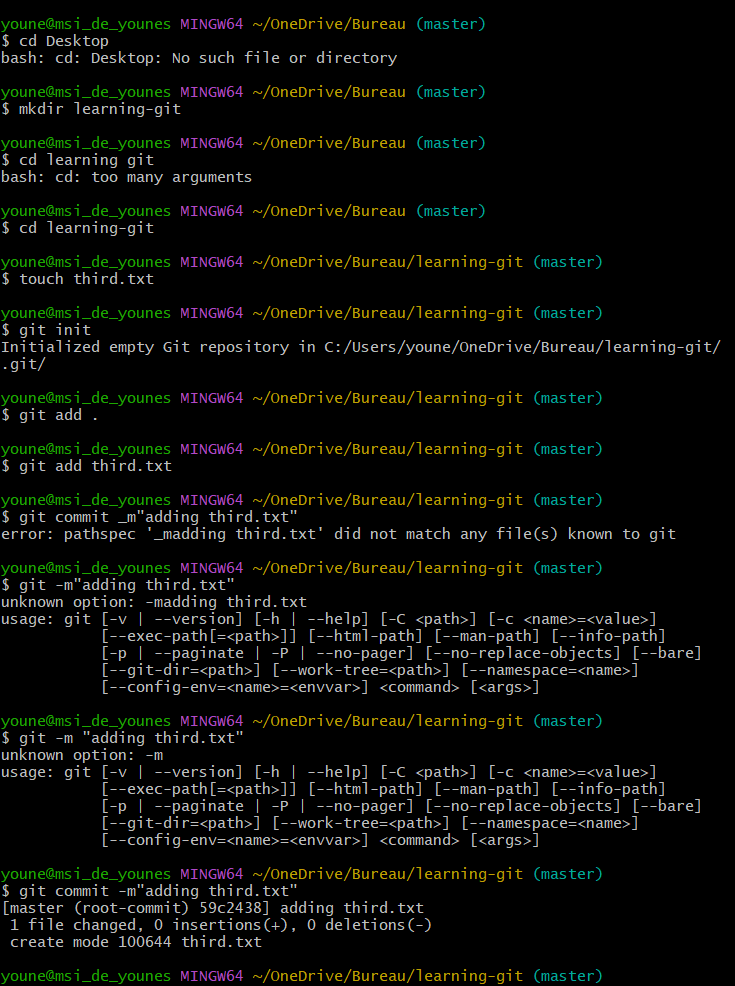 youne@msi_de_younes MINGW64 ~/OneDrive/Bureau (master)
$ cd Desktop
bash: cd: Desktop: No such file or directory

youne@msi_de_younes MINGW64 ~/OneDrive/Bureau (master)
$ mkdir learning-git

youne@msi_de_younes MINGW64 ~/OneDrive/Bureau (master)
$ cd learning git
bash: cd: too many arguments

youne@msi_de_younes MINGW64 ~/OneDrive/Bureau (master)
$ cd learning-git

youne@msi_de_younes MINGW64 ~/OneDrive/Bureau/learning-git (master)
$ touch third.txt

youne@msi_de_younes MINGW64 ~/OneDrive/Bureau/learning-git (master)
$ git init
Initialized empty Git repository in C:/Users/youne/OneDrive/Bureau/learning-git/
.git/

youne@msi_de_younes MINGW64 ~/OneDrive/Bureau/learning-git (master)
$ git add .

youne@msi_de_younes MINGW64 ~/OneDrive/Bureau/learning-git (master)
$ git add third.txt

youne@msi_de_younes MINGW64 ~/OneDrive/Bureau/learning-git (master)
$ git commit _m"adding third.txt"
error: pathspec '_madding third.txt' did not match any file(s) known to git

youne@msi_de_younes MINGW64 ~/OneDrive/Bureau/learning-git (master)
$ git -m"adding third.txt"
unknown option: -madding third.txt
usage: git [-v | --version] [-h | --help] [-C <path>] [-c <name>=<value>]
           [--exec-path[=<path>]] [--html-path] [--man-path] [--info-path]
           [-p | --paginate | -P | --no-pager] [--no-replace-objects] [--bare]
           [--git-dir=<path>] [--work-tree=<path>] [--namespace=<name>]
           [--config-env=<name>=<envvar>] <command> [<args>]

youne@msi_de_younes MINGW64 ~/OneDrive/Bureau/learning-git (master)
$ git -m "adding third.txt"
unknown option: -m
usage: git [-v | --version] [-h | --help] [-C <path>] [-c <name>=<value>]
           [--exec-path[=<path>]] [--html-path] [--man-path] [--info-path]
           [-p | --paginate | -P | --no-pager] [--no-replace-objects] [--bare]
           [--git-dir=<path>] [--work-tree=<path>] [--namespace=<name>]
           [--config-env=<name>=<envvar>] <command> [<args>]

youne@msi_de_younes MINGW64 ~/OneDrive/Bureau/learning-git (master)
$ git commit -m"adding third.txt"
[master (root-commit) 59c2438] adding third.txt
 1 file changed, 0 insertions(+), 0 deletions(-)
 create mode 100644 third.txt

youne@msi_de_younes MINGW64 ~/OneDrive/Bureau/learning-git (master)